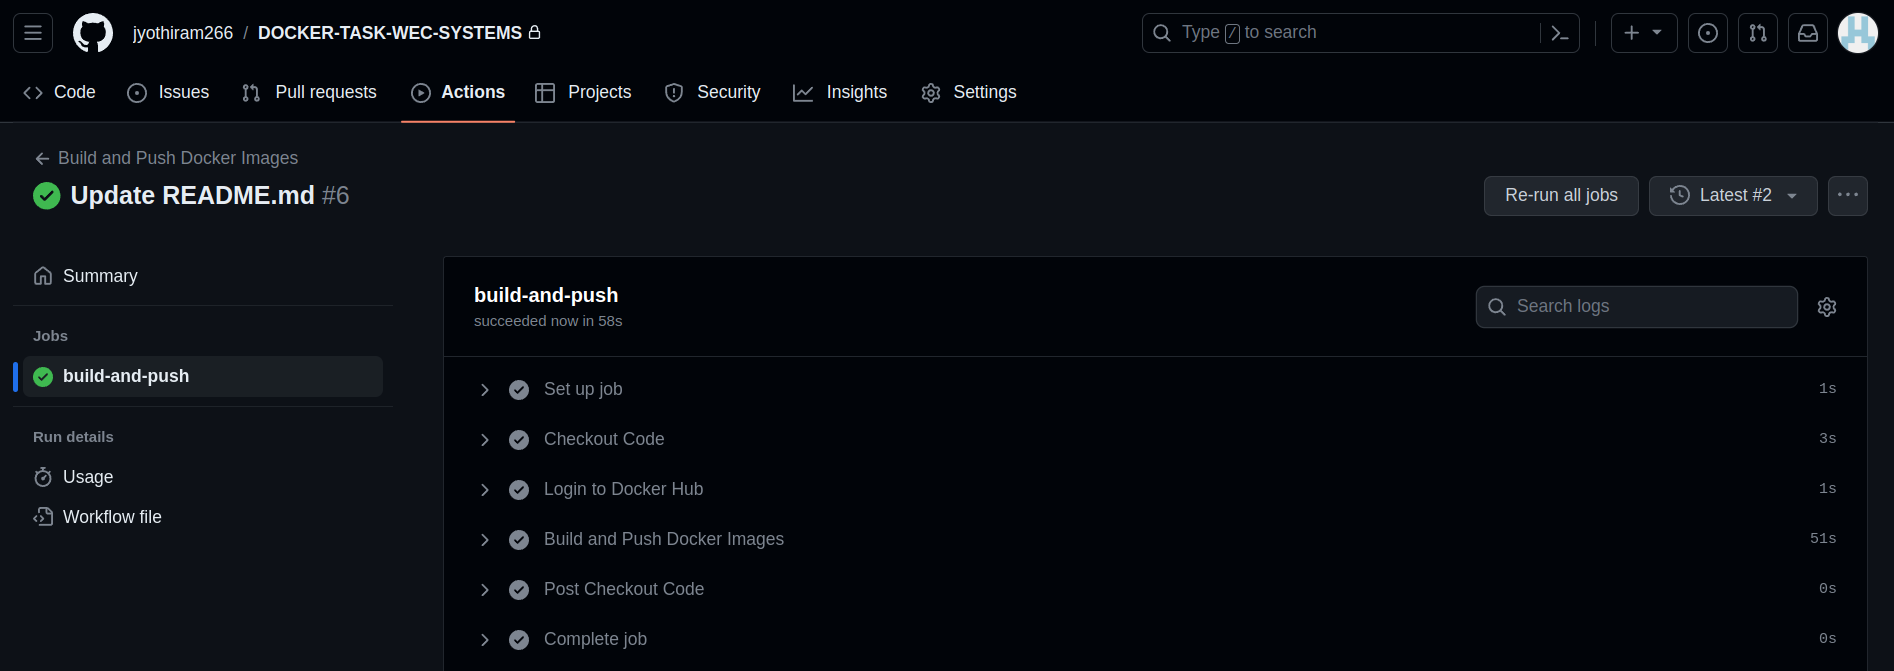 jyothiram266 / DOCKER-TASK-WEC-SYSTEMS
Type / to search
Code
Issues
Pull requests
Actions
Projects
Security
Insights
Settings
Build and Push Docker Images
Update README.md #6
Re-run all jobs
Latest #2
Summary
Jobs
build-and-push
Run details
Usage
Workflow file
build-and-push
succeeded now in 58s
Search logs
Set up job 1s
Checkout Code 3s
Login to Docker Hub 1s
Build and Push Docker Images 51s
Post Checkout Code 0s
Complete job 0s